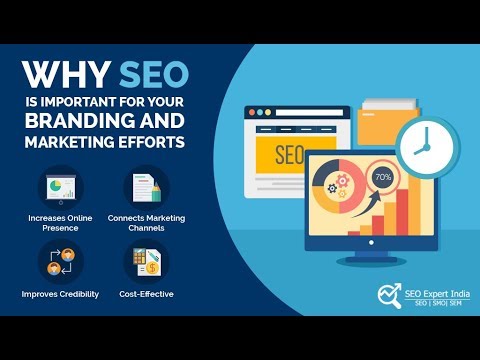 WHY SEO
IS IMPORTANT FOR YOUR
BRANDING AND
MARKETING EFFORTS
Increases Online
Presence
Connects Marketing
Channels
Improves Credibility
Cost-Effective
SEO
70%
SEO Expert India
SEO | SMO| SEM